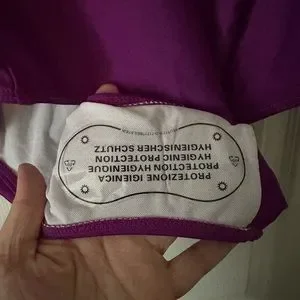 PROTEZIONE IGIENICA
PROTECTION HYGIENIQUE
HYGIENIC PROTECTION
HYGIENISCHER SCHUTZ